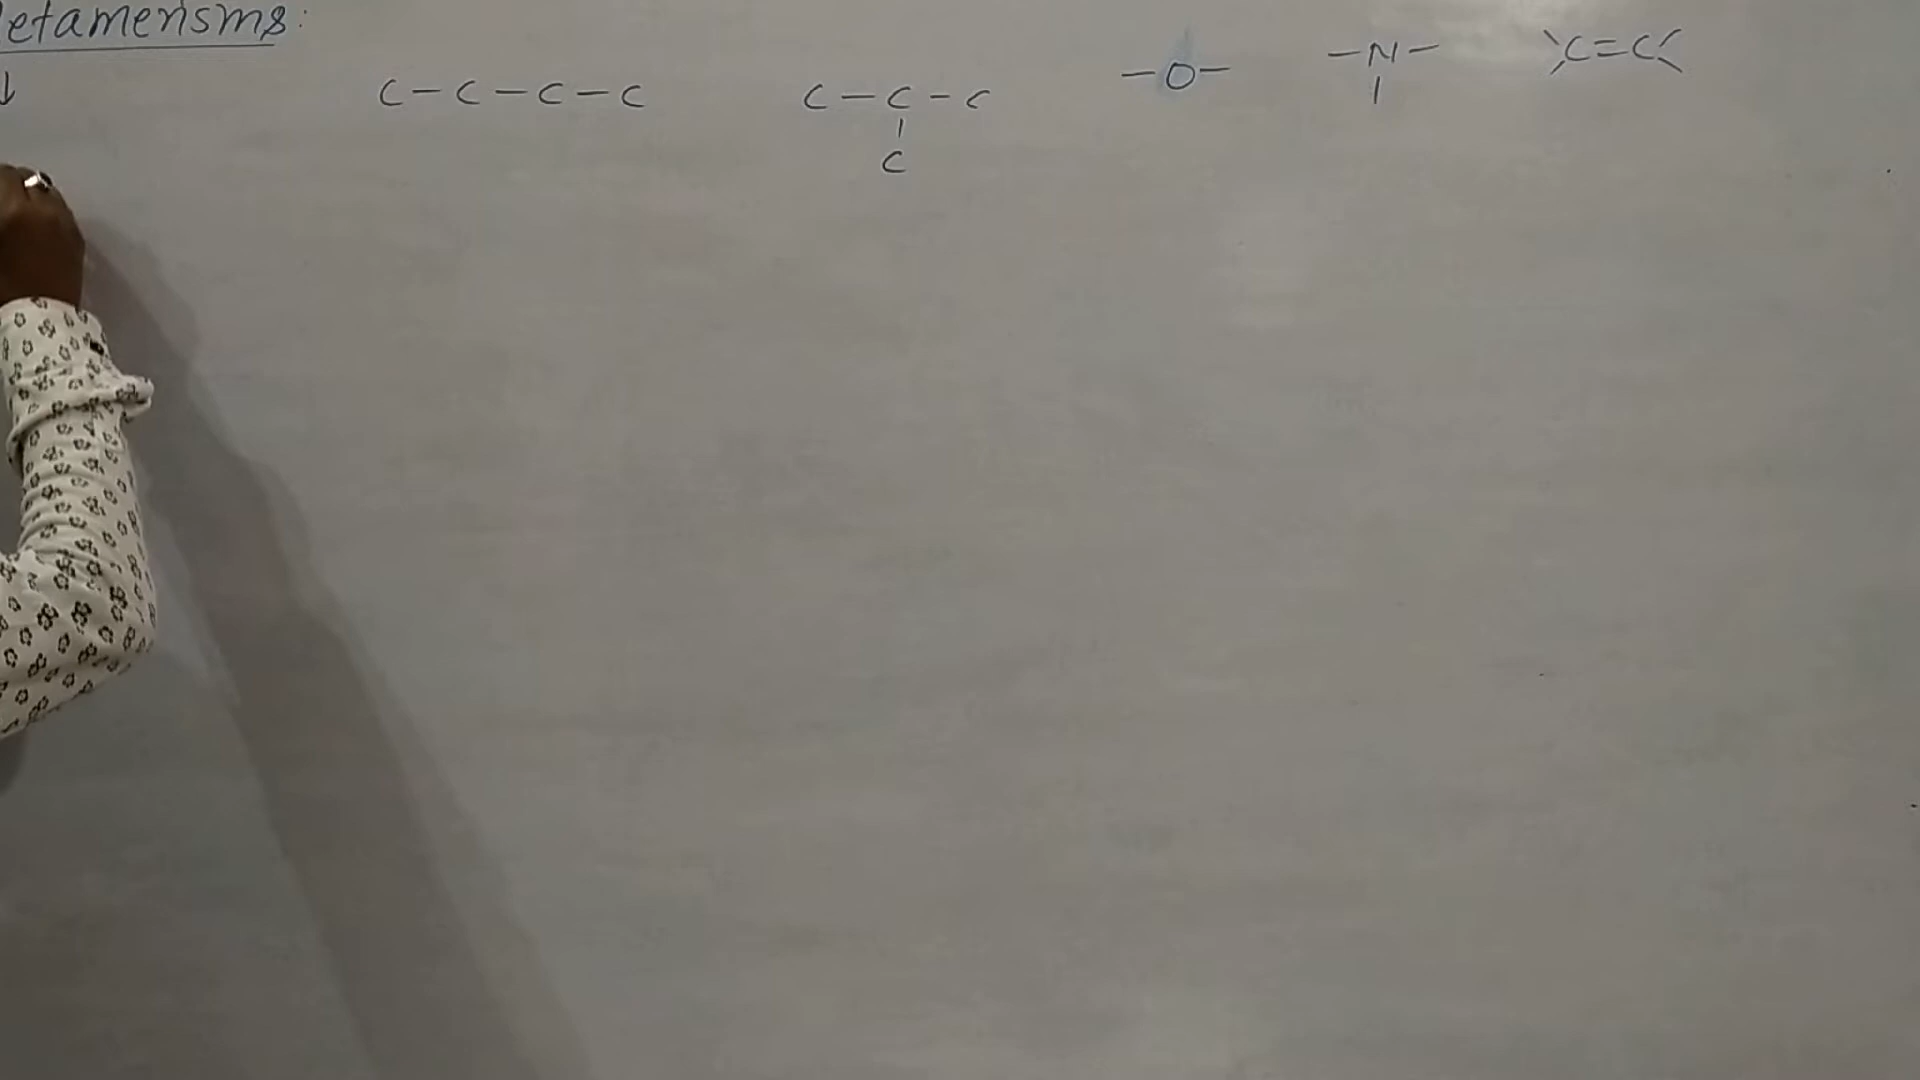 etamerisms:
↓
C-C-C-C
C-C-C
|
C
-O-
-N-
|
>C=C<